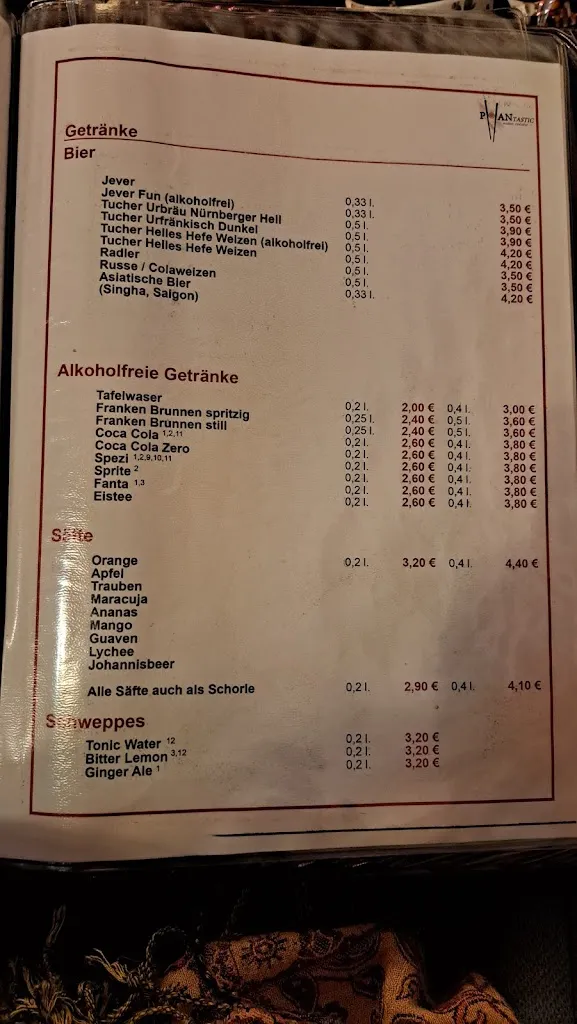 Getränke
Bier
Jever 0,33 l. 3,50 €
Jever Fun (alkoholfrei) 0,33 l. 3,50 €
Tucher Urbräu Nürnberger Hell 0,5 l. 3,90 €
Tucher Urfränkisch Dunkel 0,5 l. 3,90 €
Tucher Helles Hefe Weizen (alkoholfrei) 0,5 l. 4,20 €
Tucher Helles Hefe Weizen 0,5 l. 4,20 €
Radler 0,5 l. 3,50 €
Russe / Colaweizen 0,5 l. 3,50 €
Asiatische Bier 0,33 l. 4,20 €
(Singha, Saigon)
Alkoholfreie Getränke
Tafelwaser 0,2 l. 2,00 € 0,4 l. 3,00 €
Franken Brunnen spritzig 0,25 l. 2,40 € 0,5 l. 3,60 €
Franken Brunnen still 0,25 l. 2,40 € 0,5 l. 3,60 €
Coca Cola 1,2,11 0,2 l. 2,60 € 0,4 l. 3,80 €
Coca Cola Zero 0,2 l. 2,60 € 0,4 l. 3,80 €
Spezi 1,2,9,10,11 0,2 l. 2,60 € 0,4 l. 3,80 €
Sprite 2 0,2 l. 2,60 € 0,4 l. 3,80 €
Fanta 1,3 0,2 l. 2,60 € 0,4 l. 3,80 €
Eistee 0,2 l. 2,60 € 0,4 l. 3,80 €
Säfte
Orange 0,2 l. 3,20 € 0,4 l. 4,40 €
Apfel
Trauben
Maracuja
Ananas
Mango
Guaven
Lychee
Johannisbeer
Alle Säfte auch als Schorle 0,2 l. 2,90 € 0,4 l. 4,10 €
Schweppes
Tonic Water 12 0,2 l. 3,20 €
Bitter Lemon 3,12 0,2 l. 3,20 €
Ginger Ale 1 0,2 l. 3,20 €